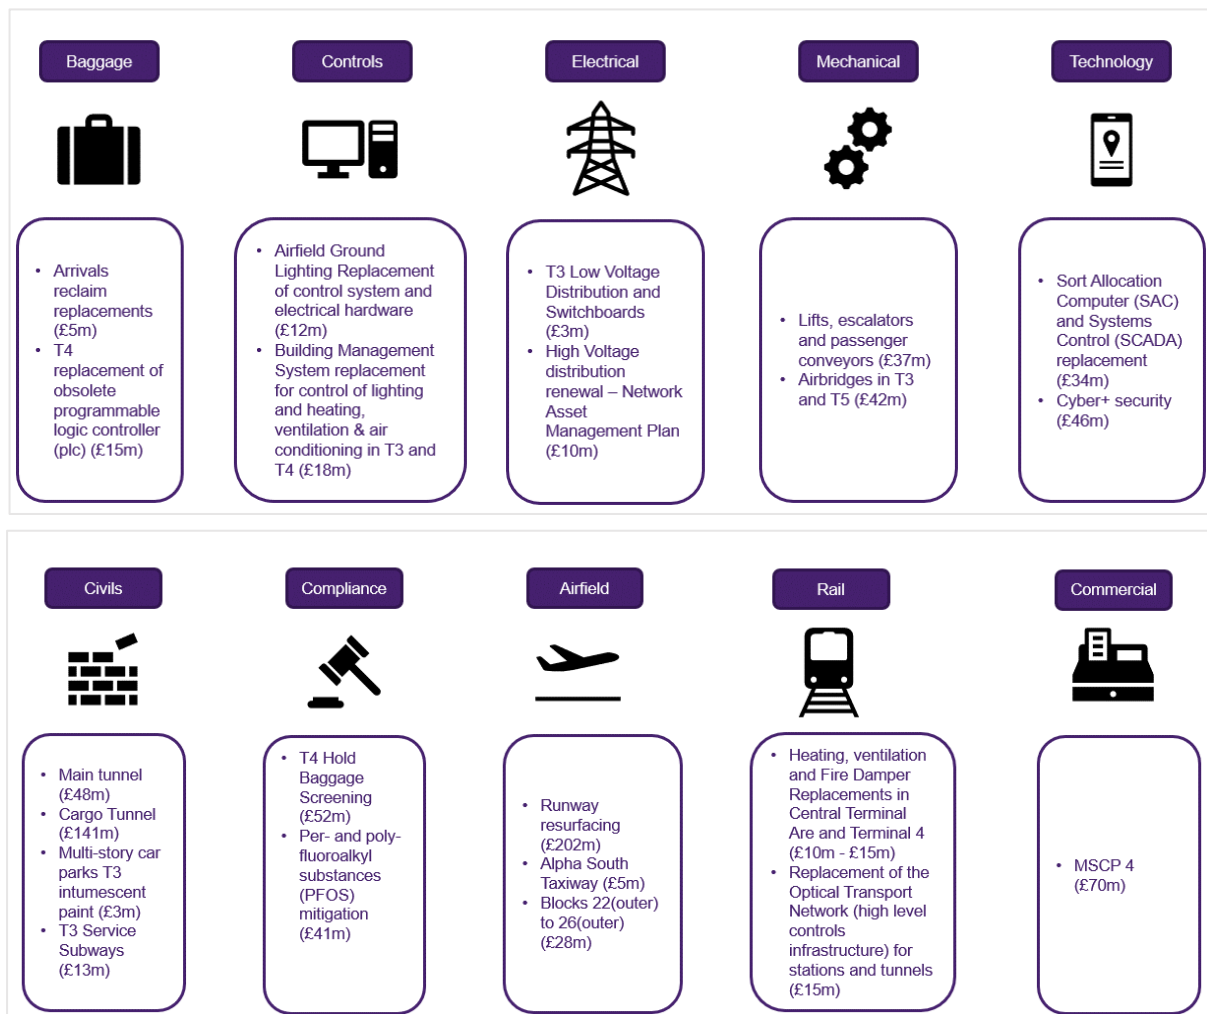 Baggage
Controls
Electrical
Mechanical
Technology
• Arrivals
reclaim
replacements
(£5m)
• T4
replacement of
obsolete
programmable
logic controller
(plc) (£15m)
• Airfield Ground
Lighting Replacement
of control system and
electrical hardware
(£12m)
• Building Management
System replacement
for control of lighting
and heating,
ventilation & air
conditioning in T3 and
T4 (£18m)
• T3 Low Voltage
Distribution and
Switchboards
(£3m)
• High Voltage
distribution
renewal – Network
Asset
Management Plan
(£10m)
• Lifts, escalators
and passenger
conveyors (£37m)
• Airbridges in T3
and T5 (£42m)
• Sort Allocation
Computer (SAC)
and Systems
Control (SCADA)
replacement
(£34m)
• Cyber+ security
(£46m)
Civils
Compliance
Airfield
Rail
Commercial
• Main tunnel
(£48m)
• Cargo Tunnel
(£141m)
• Multi-story car
parks T3
intumescent
paint (£3m)
• T3 Service
Subways
(£13m)
• T4 Hold
Baggage
Screening
(£52m)
• Per- and poly-
fluoroalkyl
substances
(PFOS)
mitigation
(£41m)
• Runway
resurfacing
(£202m)
• Alpha South
Taxiway (£5m)
• Blocks 22(outer)
to 26(outer)
(£28m)
• Heating, ventilation
and Fire Damper
Replacements in
Central Terminal
Are and Terminal 4
(£10m - £15m)
• Replacement of the
Optical Transport
Network (high level
controls
infrastructure) for
stations and tunnels
(£15m)
• MSCP 4
(£70m)